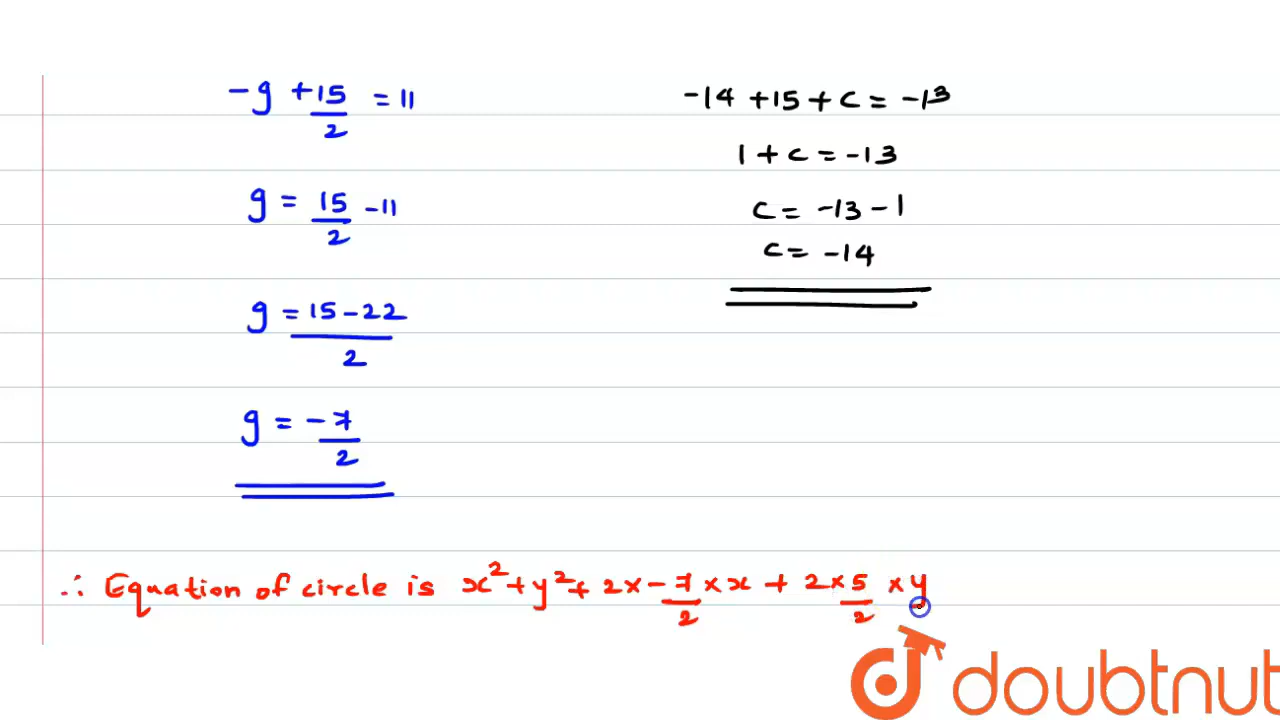 -g + 15/2 = 11
g = 15/2 - 11
g = 15-22/2
g = -7/2
-14 + 15 + c = -13
1 + c = -13
c = -13 - 1
c = -14
∴ Equation of circle is x² + y² + 2x - 7/2 × x + 2 × 5/2 × y
doubtnut